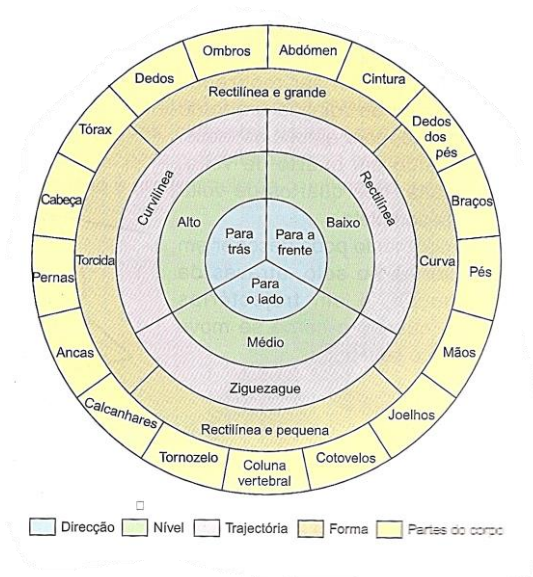 Ombros
Abdómen
Cintura
Dedos
dos
pés
Braços
Pés
Mãos
Joelhos
Cotovelos
Coluna
vertebral
Tornozelo
Calcanhares
Ancas
Pernas
Cabeça
Tórax
Dedos
Rectilínea e grande
Curva
Rectilínea e pequena
Torcida
Curvilínea
Rectilínea
Ziguezague
Alto
Baixo
Médio
Para
trás
Para a
frente
Para
o lado
Direcção
Nível
Trajectória
Forma
Partes do corpo